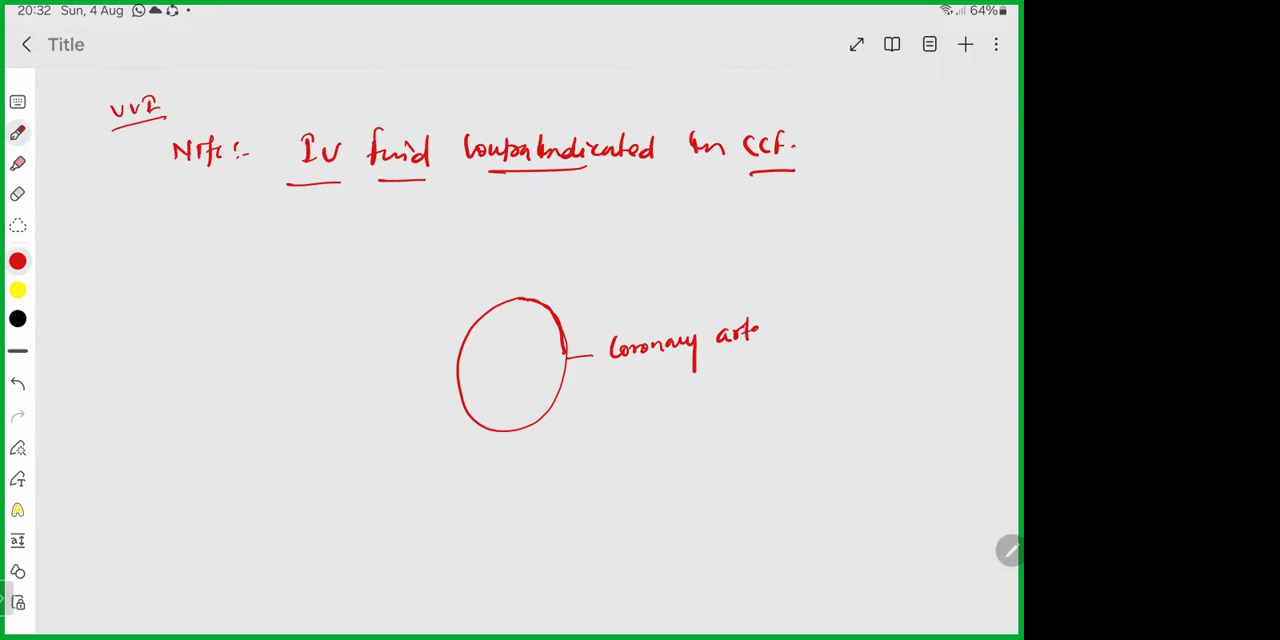 20:32 Sun, 4 Aug 64%
Title
VVI
Note:- IV fluid contraindicated in CCF.
Coronary arte